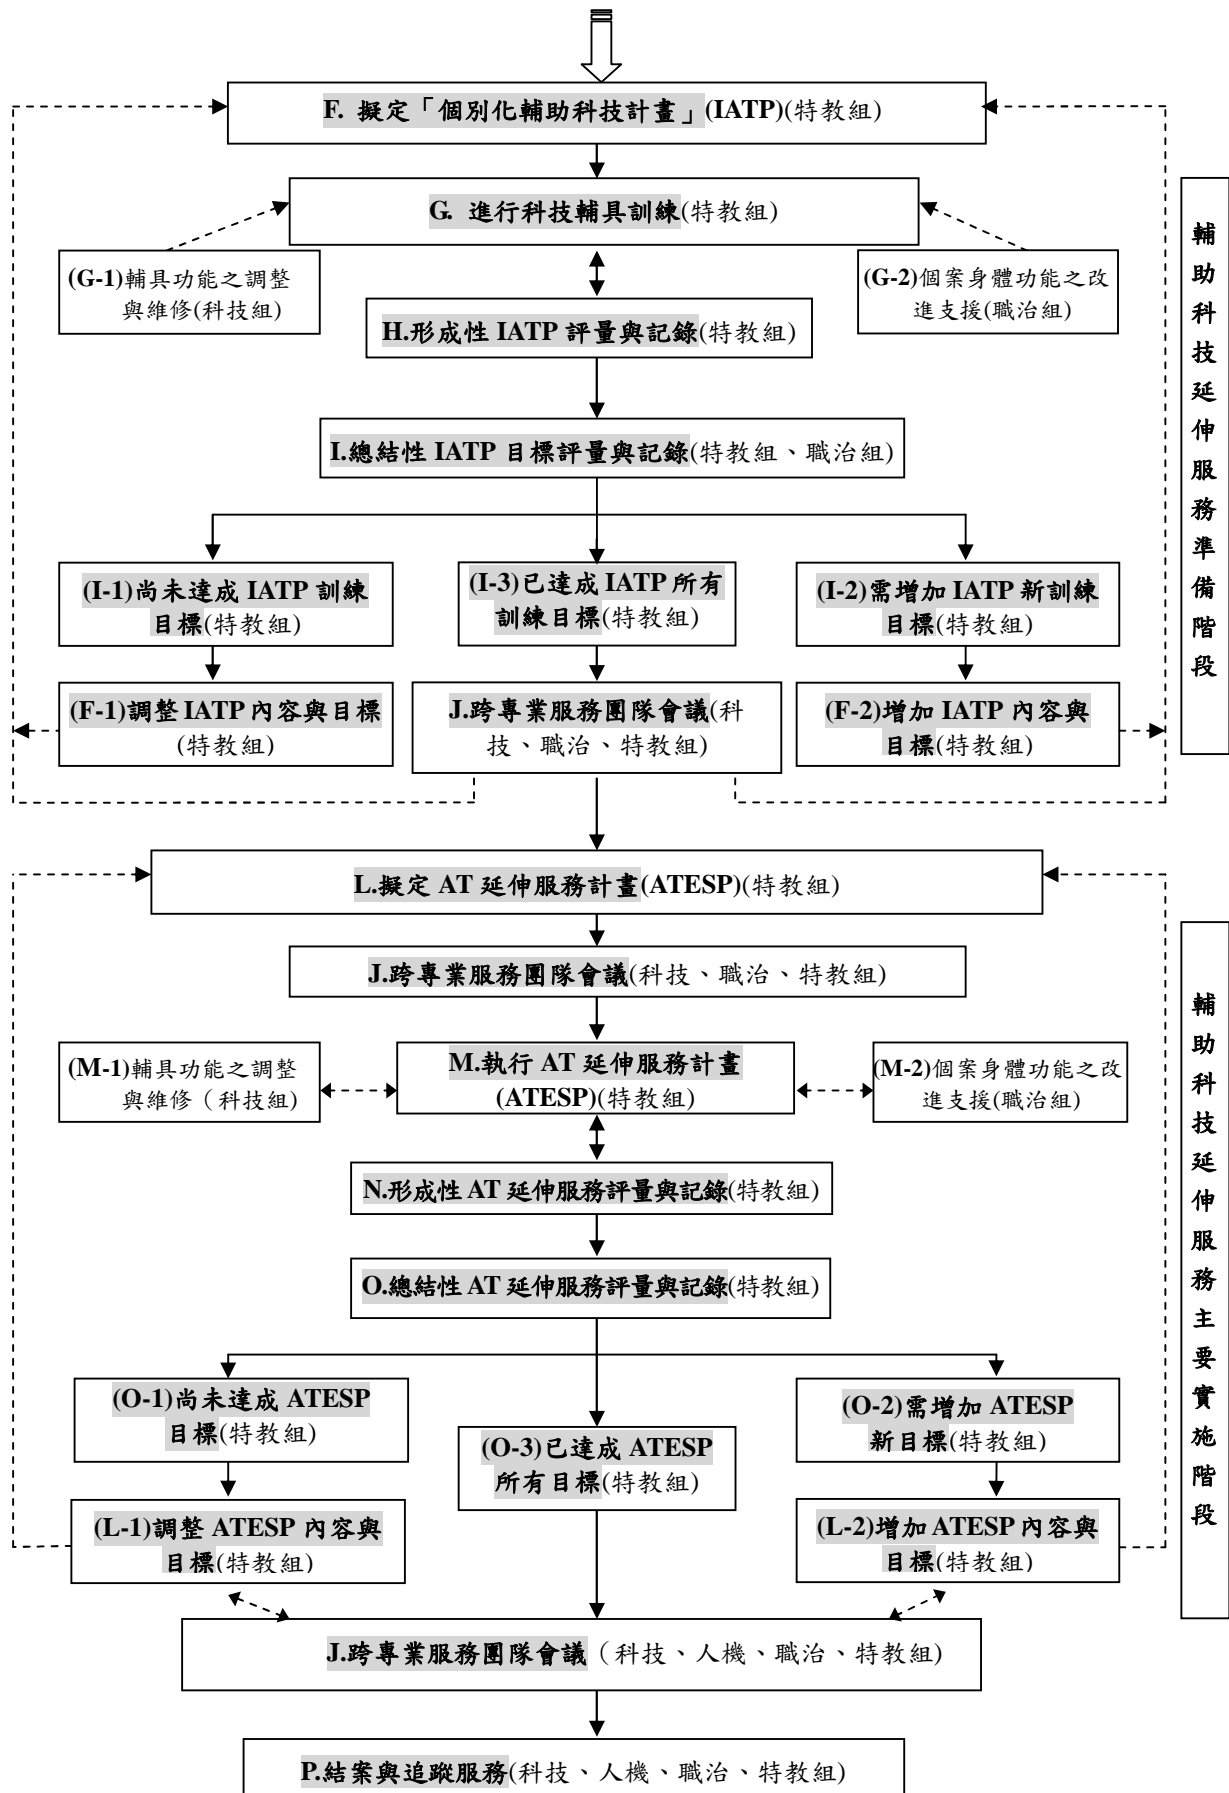 F. 擬定「個別化輔助科技計畫」(IATP)(特教組)
G. 進行科技輔具訓練(特教組)
(G-1)輔具功能之調整
與維修(科技組)
(G-2)個案身體功能之改
進支援(職治組)
H.形成性 IATP 評量與記錄(特教組)
I.總結性 IATP 目標評量與記錄(特教組、職治組)
(I-1)尚未達成 IATP 訓練
目標(特教組)
(I-3)已達成 IATP 所有
訓練目標(特教組)
(I-2)需增加 IATP 新訓練
目標(特教組)
(F-1)調整 IATP 內容與目標
(特教組)
J.跨專業服務團隊會議(科
技、職治、特教組)
(F-2)增加 IATP 內容與
目標(特教組)
輔助科技延伸服務準備階段
L.擬定 AT 延伸服務計畫(ATESP)(特教組)
J.跨專業服務團隊會議(科技、職治、特教組)
(M-1)輔具功能之調整
與維修（科技組)
M.執行 AT 延伸服務計畫
(ATESP)(特教組)
(M-2)個案身體功能之改
進支援(職治組)
N.形成性 AT 延伸服務評量與記錄(特教組)
O.總結性 AT 延伸服務評量與記錄(特教組)
(O-1)尚未達成 ATESP
目標(特教組)
(O-3)已達成 ATESP
所有目標(特教組)
(O-2)需增加 ATESP
新目標(特教組)
(L-1)調整 ATESP 內容與
目標(特教組)
(L-2)增加 ATESP 內容與
目標(特教組)
J.跨專業服務團隊會議（科技、人機、職治、特教組)
P.結案與追蹤服務(科技、人機、職治、特教組)
輔助科技延伸服務主要實施階段